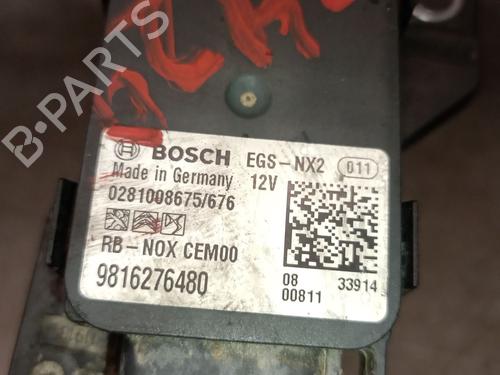 B-PARTS
BOSCH EGS-NX2 011
Made in Germany 12V
0281008675/676
RB-NOX CEM00
9816276480
08 33914
00811